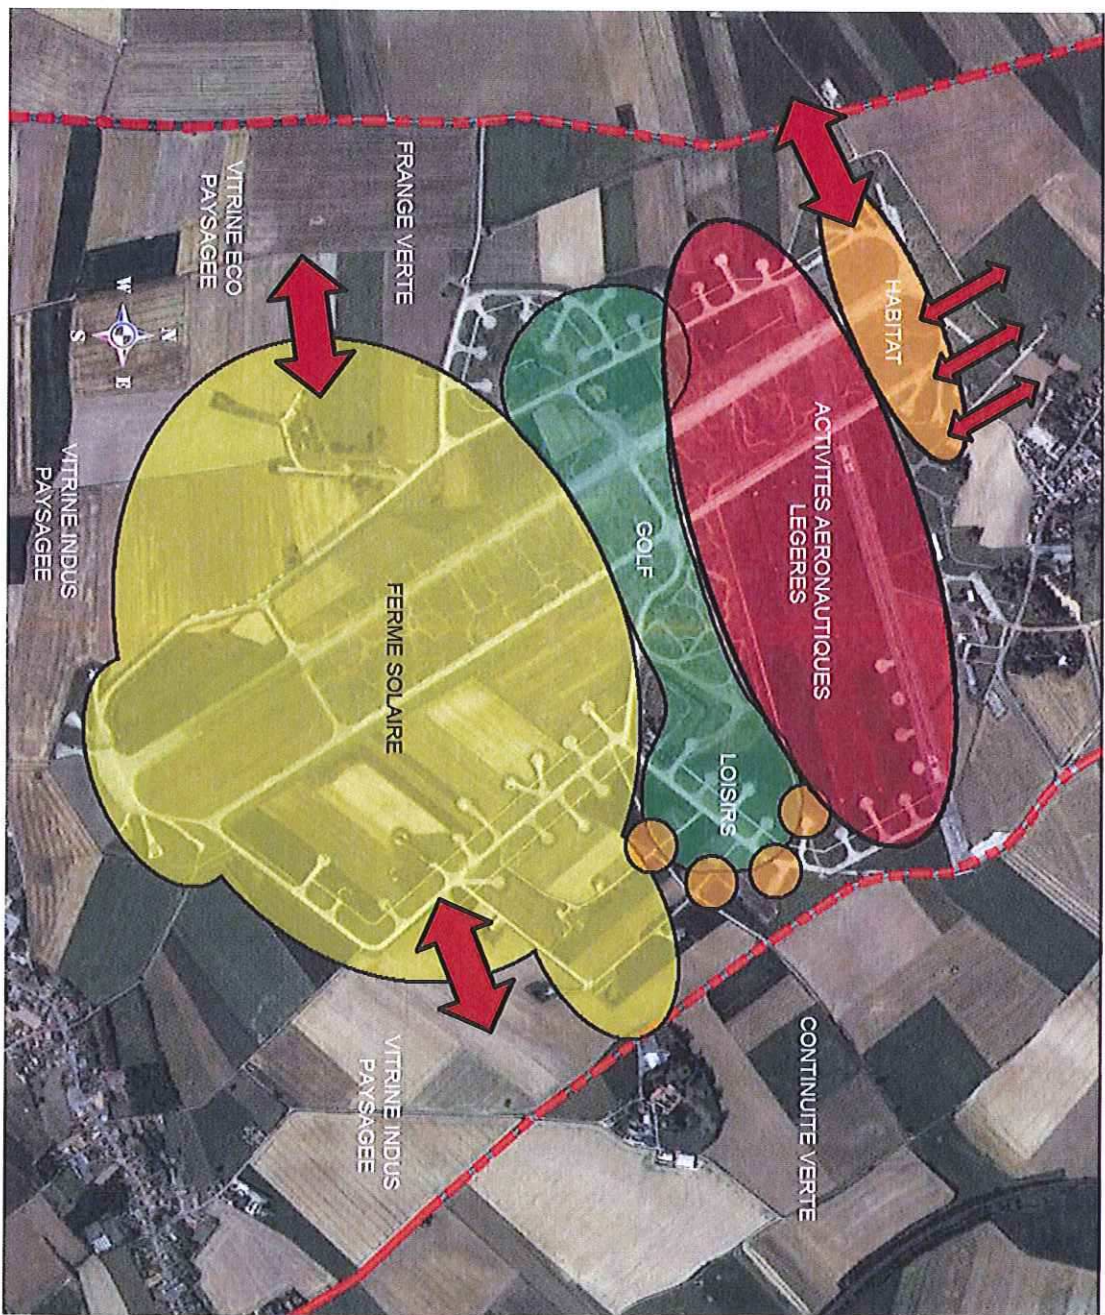 HABITAT
ACTIVITES AERONAUTIQUES
LEGERES
CONTINUITE VERTE
LOISIRS
GOLF
FRANGE VERTE
FERME SOLAIRE
VITRINE INDUS
PAYSAGEE
VITRINE ECO
PAYSAGEE
N
W
E
S
VITRINE INDUS
PAYSAGEE